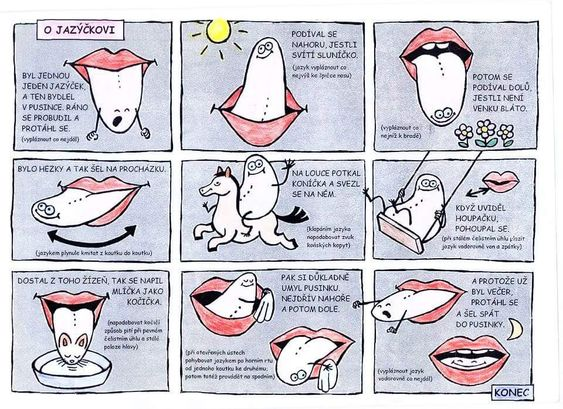 O JAZÝČKOVI
BYL JEDNOU
JEDEN JAZÝČEK,
A TEN BYDLEL
V PUSINCE. RÁNO
SE PROBUDIL A
PROTÁHL SE.
(vypláznout co nejdál)
PODÍVAL SE
NAHORU, JESTLI
SVÍTÍ SLUNÍČKO.
(jazyk vypláznout co
nejvýš ke špičce nosu)
POTOM SE
PODÍVAL DOLŮ,
JESTLI NENÍ
VENKU BLÁTO.
(vypláznout co
nejníž k bradě)
BYLO HEZKY A TAK ŠEL NA PROCHÁZKU.
(jazykem plynule kmitat z koutku do koutku)
NA LOUCE POTKAL
KONÍČKA A SVEZL
SE NA NĚM.
(klapáním jazyka
napodobovat zvuk
koňských kopyt)
KDYŽ UVIDĚL
HOUPAČKU,
POHOUPAL SE.
(při stálém čelistním úhlu plazit
jazyk vodorovně ven a zpátky)
DOSTAL Z TOHO ŽÍZEŇ, TAK SE NAPIL
MLÍČKA JAKO
KOČIČKA.
(napodobovat kočičí
způsob pití při pevném
čelistním úhlu a stálé
poloze hlavy)
PAK SI DŮKLADNĚ
UMYL PUSINKU.
NEJDŘÍV NAHOŘE
A POTOM DOLE.
(při otevřených ústech
pohybovat jazykem po horním rtu
od jednoho koutku ke druhému;
potom totéž provádět na spodním)
A PROTOŽE UŽ
BYL VEČER,
PROTÁHL SE
A ŠEL SPÁT
DO PUSINKY.
(vypláznout jazyk
vodorovně co nejdál)
KONEC